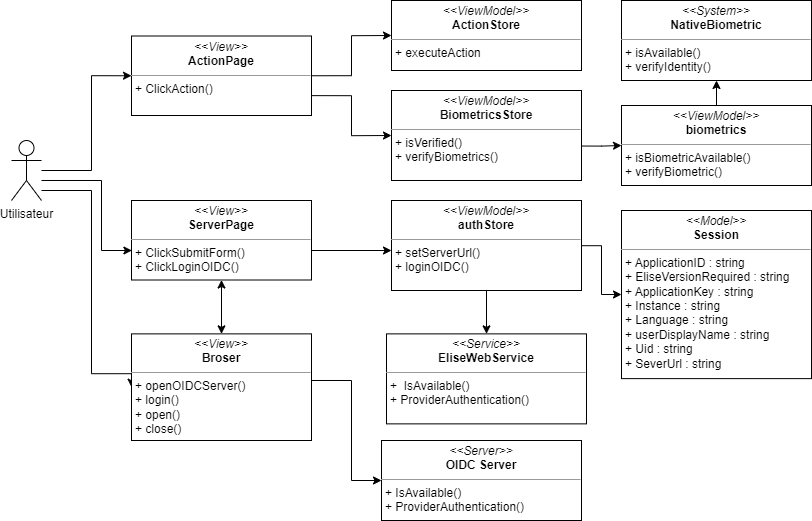 Utilisateur
<<View>>
ActionPage
+ ClickAction()
<<ViewModel>>
ActionStore
+ executeAction
<<ViewModel>>
BiometricsStore
+ isVerified()
+ verifyBiometrics()
<<System>>
NativeBiometric
+ isAvailable()
+ verifyIdentity()
<<ViewModel>>
biometrics
+ isBiometricAvailable()
+ verifyBiometric()
<<View>>
ServerPage
+ ClickSubmitForm()
+ ClickLoginOIDC()
<<ViewModel>>
authStore
+ setServerUrl()
+ loginOIDC()
<<Model>>
Session
+ ApplicationID : string
+ EliseVersionRequired : string
+ ApplicationKey : string
+ Instance : string
+ Language : string
+ userDisplayName : string
+ Uid : string
+ SeverUrl : string
<<View>>
Broser
+ openOIDCServer()
+ login()
+ open()
+ close()
<<Service>>
EliseWebService
+ IsAvailable()
+ ProviderAuthentication()
<<Server>>
OIDC Server
+ IsAvailable()
+ ProviderAuthentication()